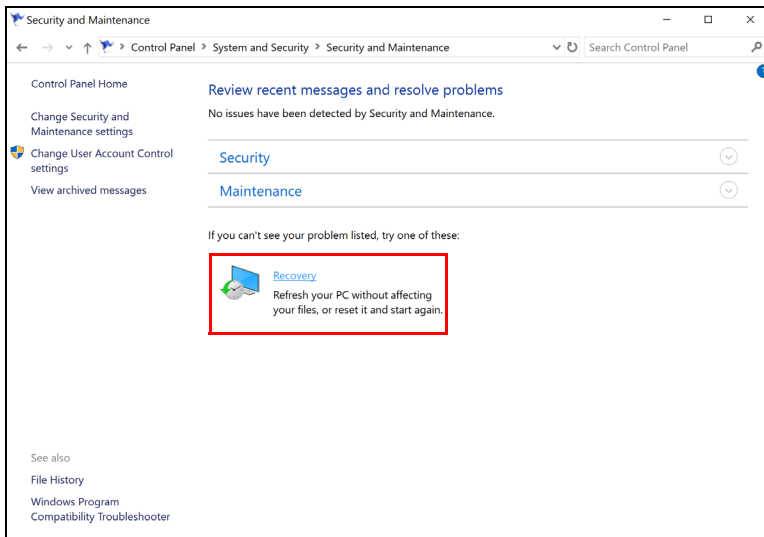 Security and Maintenance
Control Panel > System and Security > Security and Maintenance
Search Control Panel
?
Control Panel Home
Change Security and
Maintenance settings
Change User Account Control
settings
View archived messages
Review recent messages and resolve problems
No issues have been detected by Security and Maintenance.
Security
Maintenance
If you can't see your problem listed, try one of these:
Recovery
Refresh your PC without affecting
your files, or reset it and start again.
See also
File History
Windows Program
Compatibility Troubleshooter